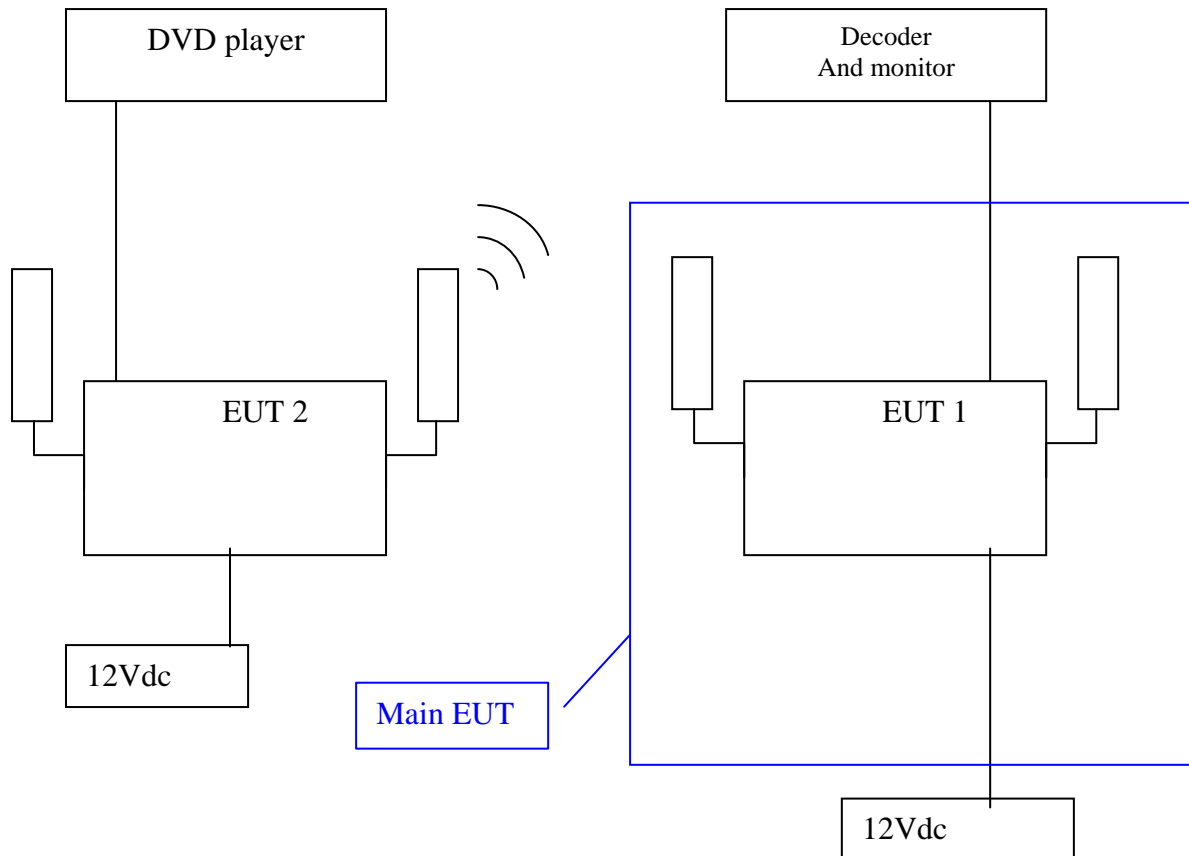 DVD player
Decoder
And monitor
EUT 2
EUT 1
12Vdc
Main EUT
12Vdc